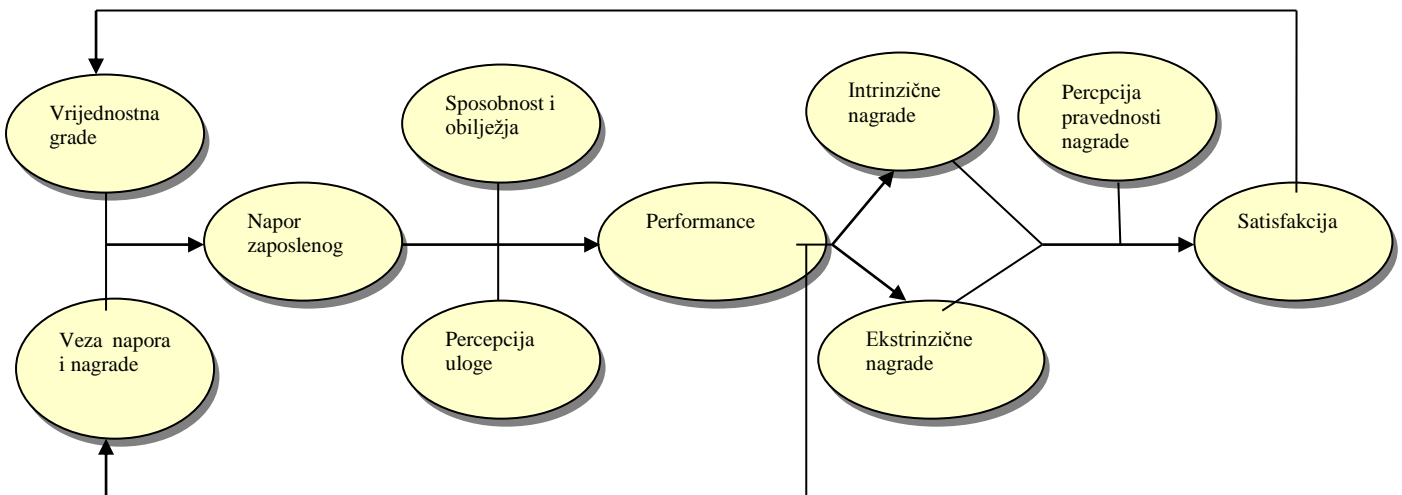 Vrijednostna
grade
Sposobnost i
obilježja
Intrinzične
nagrade
Percpcija
pravednosti
nagrade
Napor
zaposlenog
Performance
Satisfakcija
Veza napora
i nagrade
Percepcija
uloge
Ekstrinzične
nagrade